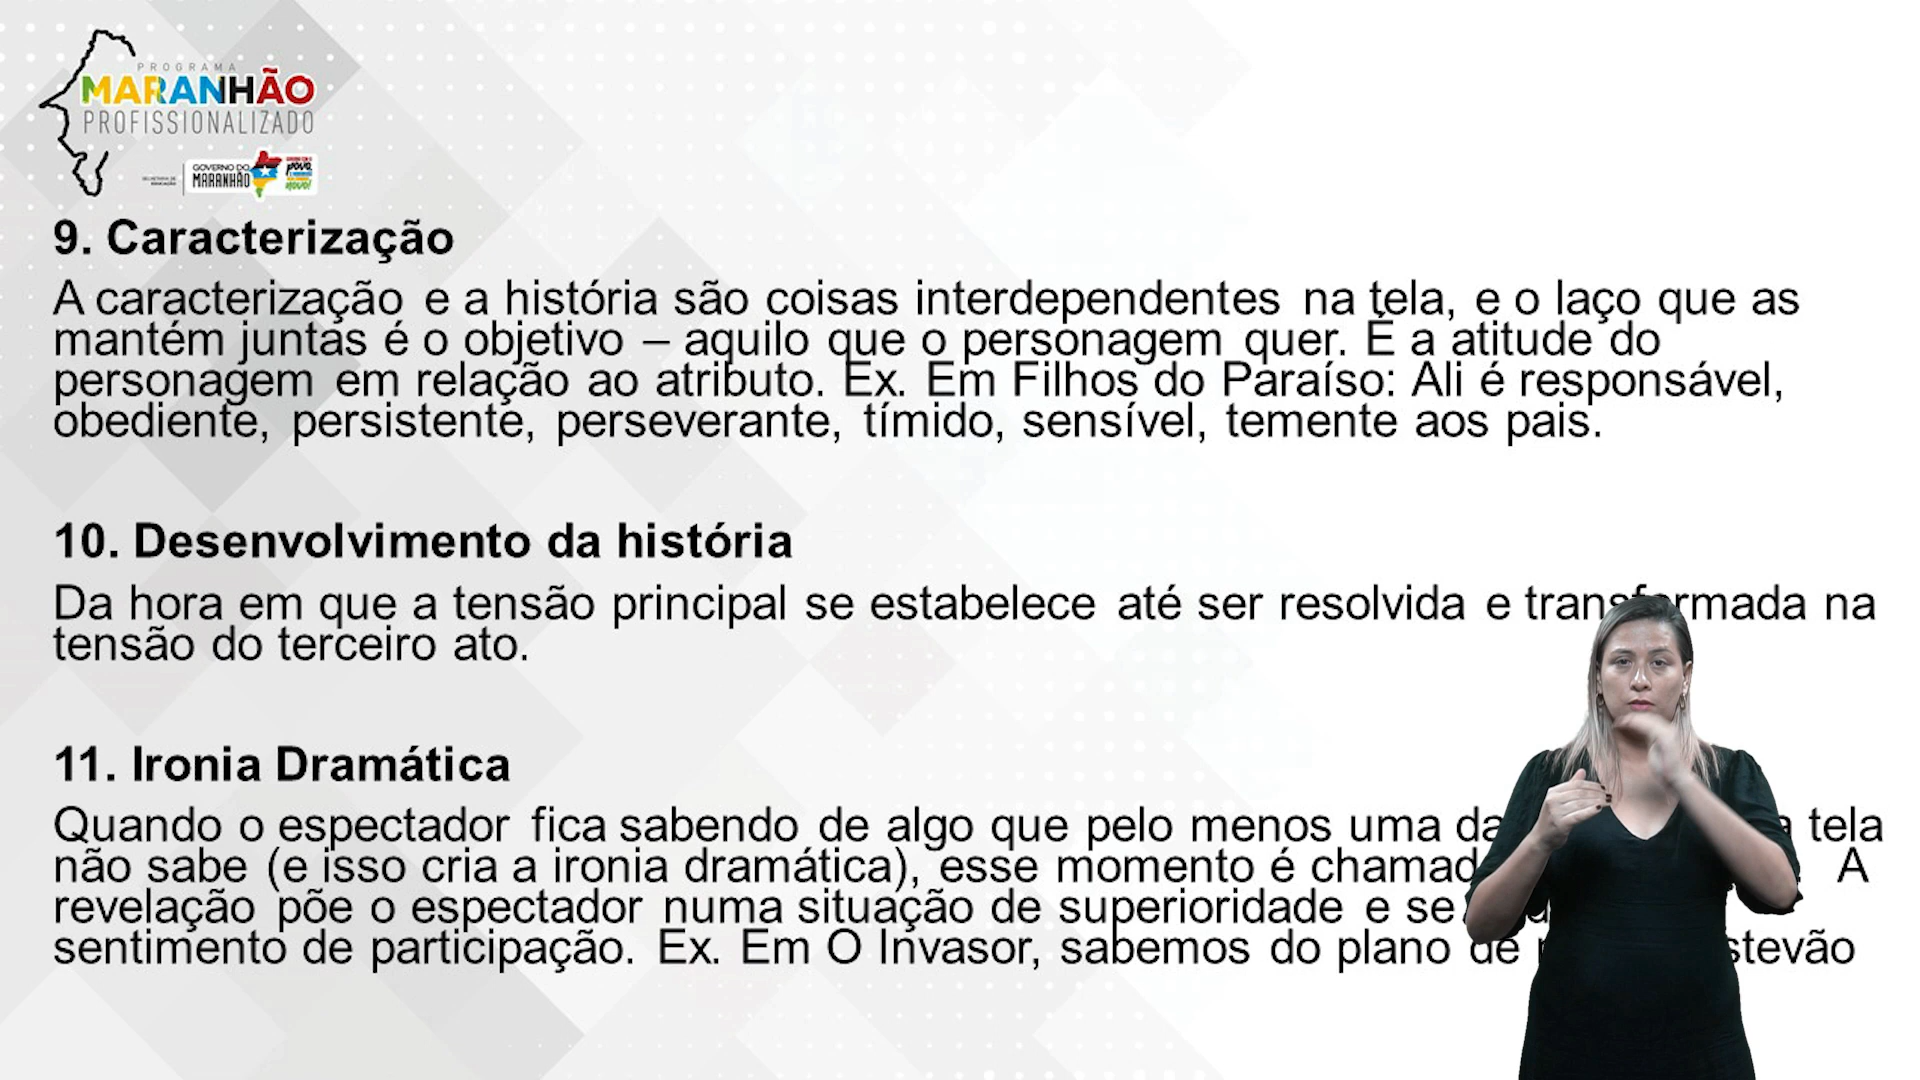 PROGRAMA
MARANHÃO
PROFISSIONALIZADO
SECRETARIA DE EDUCAÇÃO
GOVERNO DO
MARANHÃO
9. Caracterização
A caracterização e a história são coisas interdependentes na tela, e o laço que as
mantém juntas é o objetivo – aquilo que o personagem quer. É a atitude do
personagem em relação ao atributo. Ex. Em Filhos do Paraíso: Ali é responsável,
obediente, persistente, perseverante, tímido, sensível, temente aos pais.
10. Desenvolvimento da história
Da hora em que a tensão principal se estabelece até ser resolvida e transformada na
tensão do terceiro ato.
11. Ironia Dramática
Quando o espectador fica sabendo de algo que pelo menos uma tela
não sabe (e isso cria a ironia dramática), esse momento é A
revelação põe o espectador numa situação de superioridade e
sentimento de participação. Ex. Em O Invasor, sabemos do plano de